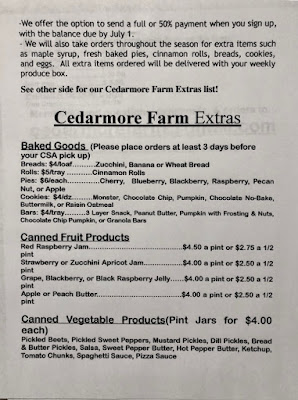 -We offer the option to send a full or 50% payment when you sign up,
with the balance due by July 1.
- We will also take orders throughout the season for extra items such
as maple syrup, fresh baked pies, cinnamon rolls, breads, cookies,
and eggs. All extra items ordered will be delivered with your weekly
produce box.
See other side for our Cedarmore Farm Extras list!
Cedarmore Farm Extras
Baked Goods (Please place orders at least 3 days before
your CSA pick up)
Breads: $4/loaf..........Zucchini, Banana or Wheat Bread
Rolls: $5/tray ............Cinnamon Rolls
Pies: $6/each............Cherry, Blueberry, Blackberry, Raspberry, Pecan
Nut, or Apple
Cookies: $4/dz..........Monster, Chocolate Chip, Pumpkin, Chocolate No-Bake,
Buttermilk, or Raisin Oatmeal
Bars: $4/tray............3 Layer Snack, Peanut Butter, Pumpkin with Frosting & Nuts,
Chocolate Chip Pumpkin, or Granola Bars
Canned Fruit Products
Red Raspberry Jam....................................$4.50 a pint or $2.75 a 1/2
pint
Strawberry or Zucchini Apricot Jam............$4.00 a pint or $2.50 a 1/2
pint
Grape, Blackberry, or Black Raspberry Jelly......$4.00 a pint or $2.50 a 1/2
pint
Apple or Peach Butter................................$4.00 a pint or $2.50 a 1/2
pint
Canned Vegetable Products(Pint Jars for $4.00
each)
Pickled Beets, Pickled Sweet Peppers, Mustard Pickles, Dill Pickles, Bread
& Butter Pickles, Salsa, Sweet Pepper Butter, Hot Pepper Butter, Ketchup,
Tomato Chunks, Spaghetti Sauce, Pizza Sauce